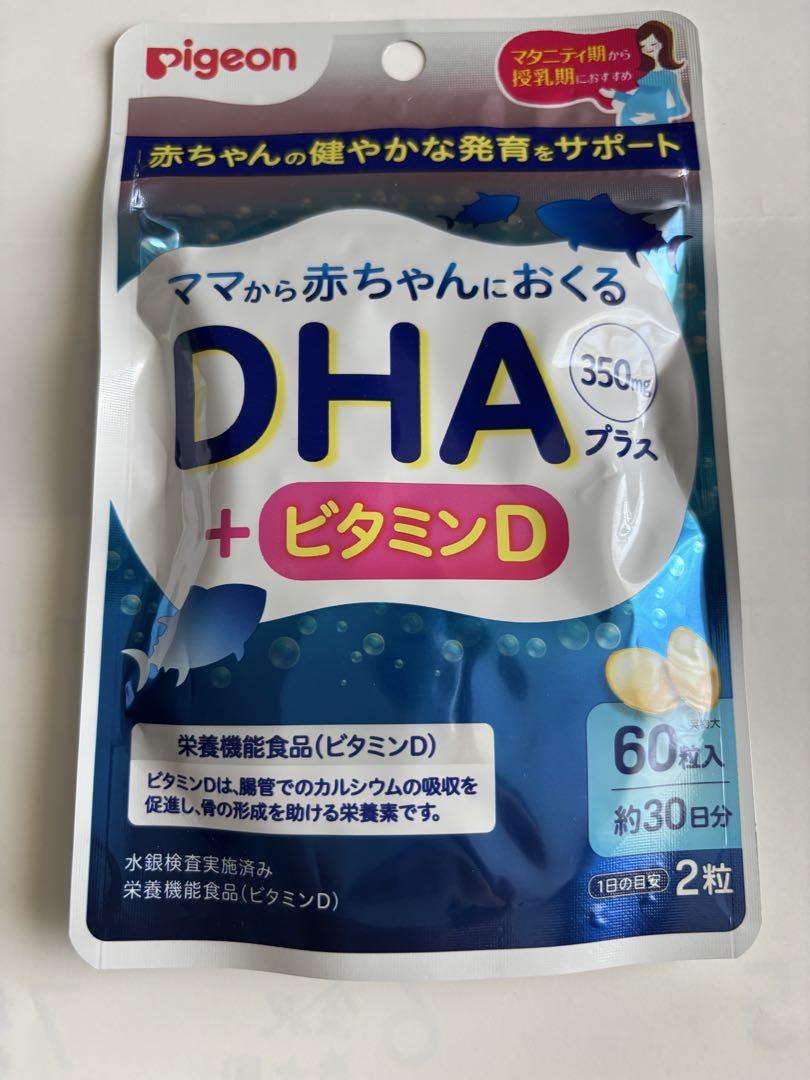 Pigeon
マタニティ期から
授乳期におすすめ
赤ちゃんの健やかな発育をサポート
ママから赤ちゃんにおくる
DHA
350mg
プラス
+ ビタミンD
栄養機能食品(ビタミンD)
ビタミンDは、腸管でのカルシウムの吸収を
促進し、骨の形成を助ける栄養素です。
水銀検査実施済み
栄養機能食品(ビタミンD)
実物大
60粒入
約30日分
1日の目安 2粒